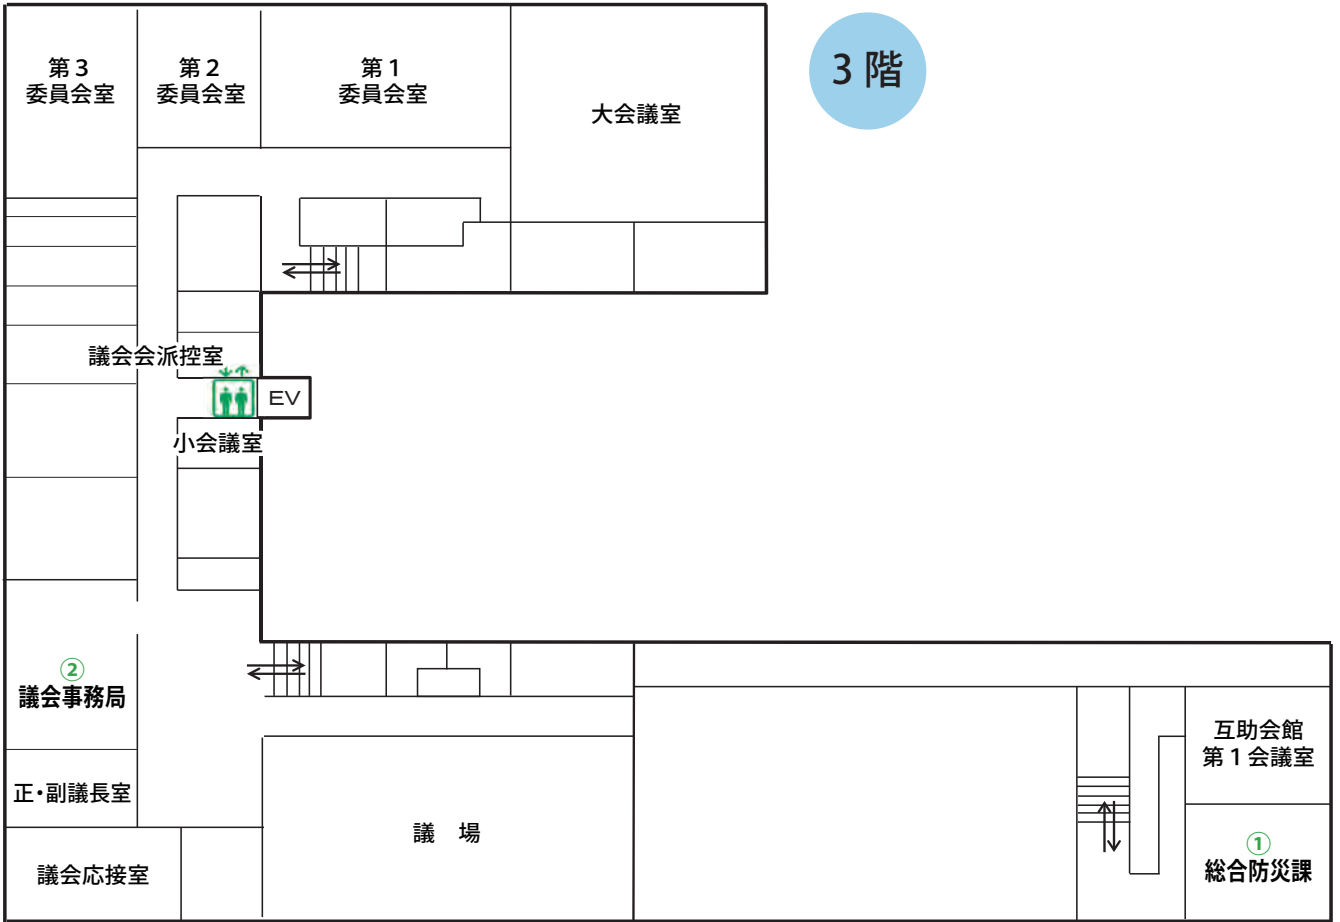 3階
第3
委員会室
第2
委員会室
第1
委員会室
大会議室
議会会派控室
EV
小会議室
②
議会事務局
正・副議長室
議会応接室
議 場
互助会館
第1会議室
①
総合防災課